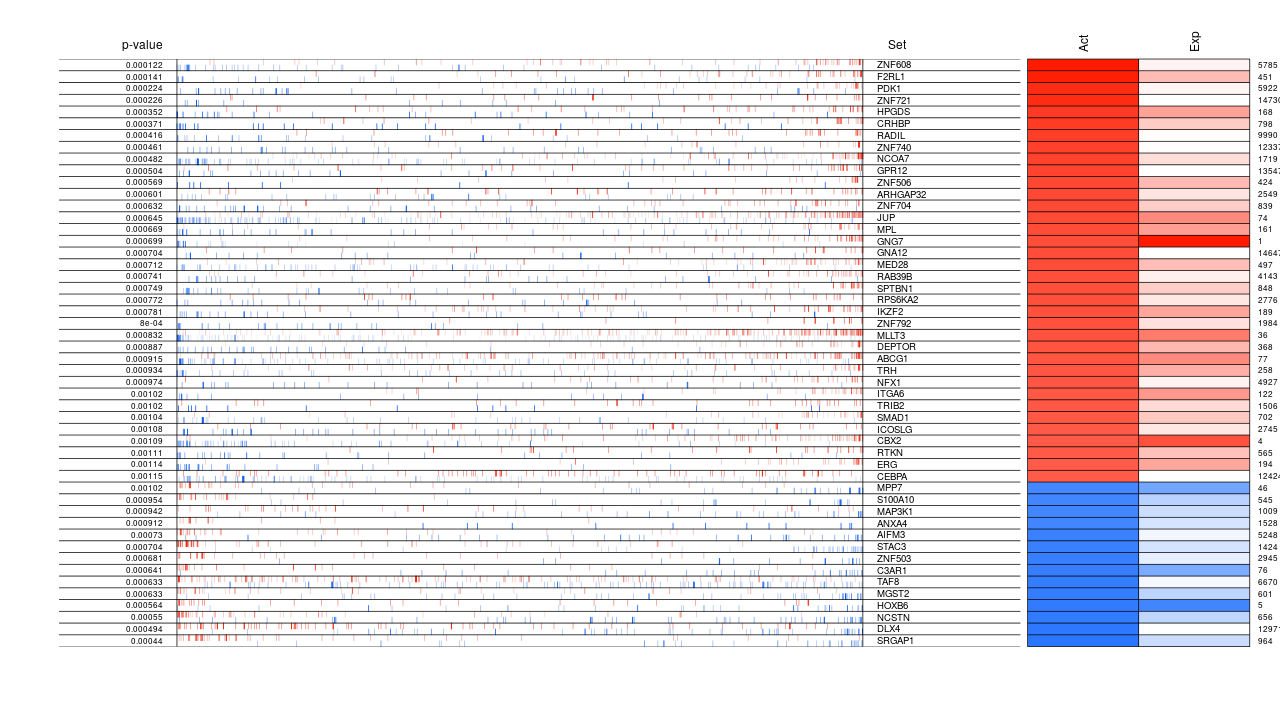 p-value Set Act Exp
0.000122 ZNF608 5785
0.000141 F2RL1 451
0.000224 PDK1 5922
0.000226 ZNF721 14730
0.000352 HPGDS 168
0.000371 CRHBP 798
0.000416 RADIL 9990
0.000461 ZNF740 12337
0.000482 NCOA7 1719
0.000504 GPR12 13547
0.000569 ZNF506 424
0.000601 ARHGAP32 2549
0.000632 ZNF704 839
0.000645 JUP 74
0.000669 MPL 161
0.000699 GNG7 1
0.000704 GNA12 14647
0.000712 MED28 497
0.000741 RAB39B 4143
0.000749 SPTBN1 848
0.000772 RPS6KA2 2776
0.000781 IKZF2 189
8e-04 ZNF792 1984
0.000832 MLLT3 36
0.000887 DEPTOR 368
0.000915 ABCG1 77
0.000934 TRH 258
0.000974 NFX1 4927
0.00102 ITGA6 122
0.00102 TRIB2 1506
0.00104 SMAD1 702
0.00108 ICOSLG 2745
0.00109 CBX2 4
0.00111 RTKN 565
0.00114 ERG 194
0.00115 CEBPA 12424
0.00102 MPP7 46
0.000954 S100A10 545
0.000942 MAP3K1 1009
0.000912 ANXA4 1528
0.00073 AIFM3 5248
0.000704 STAC3 1424
0.000681 ZNF503 2945
0.000641 C3AR1 76
0.000633 TAF8 6670
0.000633 MGST2 601
0.000564 HOXB6 5
0.00055 NCSTN 656
0.000494 DLX4 12971
0.00044 SRGAP1 964